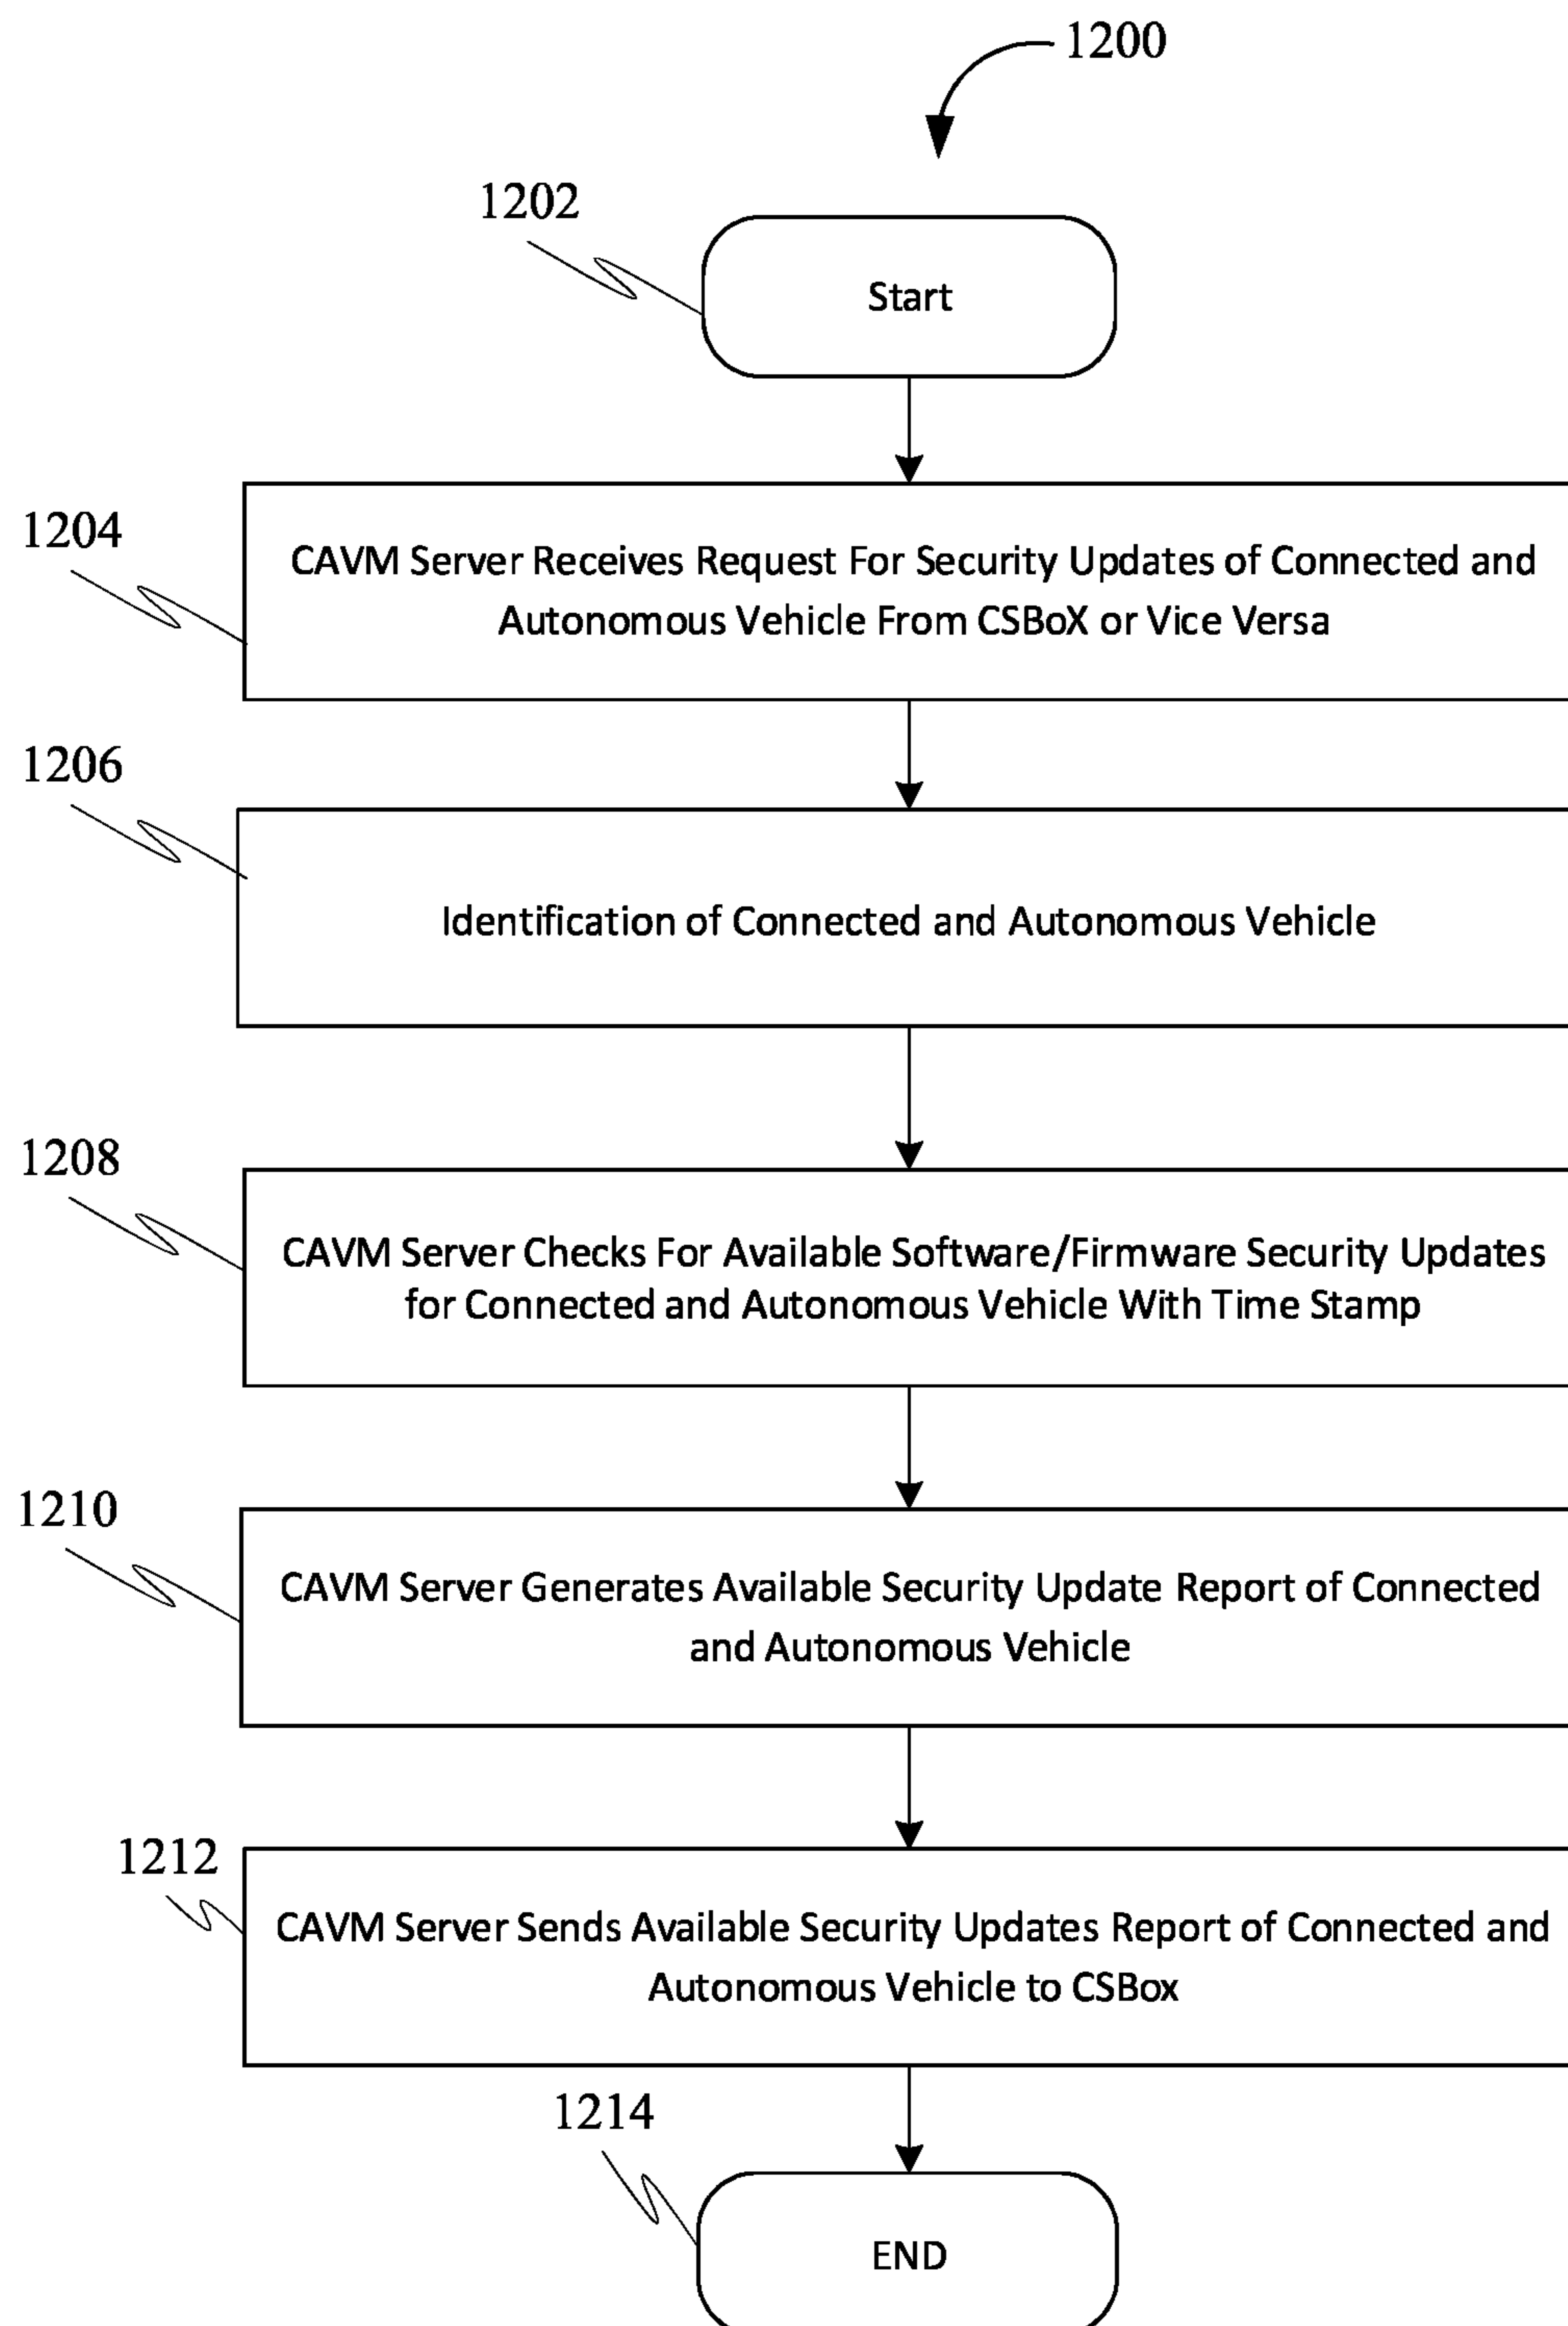 1200
1202
Start
1204
CAVM Server Receives Request For Security Updates of Connected and
Autonomous Vehicle From CSBoX or Vice Versa
1206
Identification of Connected and Autonomous Vehicle
1208
CAVM Server Checks For Available Software/Firmware Security Updates
for Connected and Autonomous Vehicle With Time Stamp
1210
CAVM Server Generates Available Security Update Report of Connected
and Autonomous Vehicle
1212
CAVM Server Sends Available Security Updates Report of Connected and
Autonomous Vehicle to CSBox
1214
END